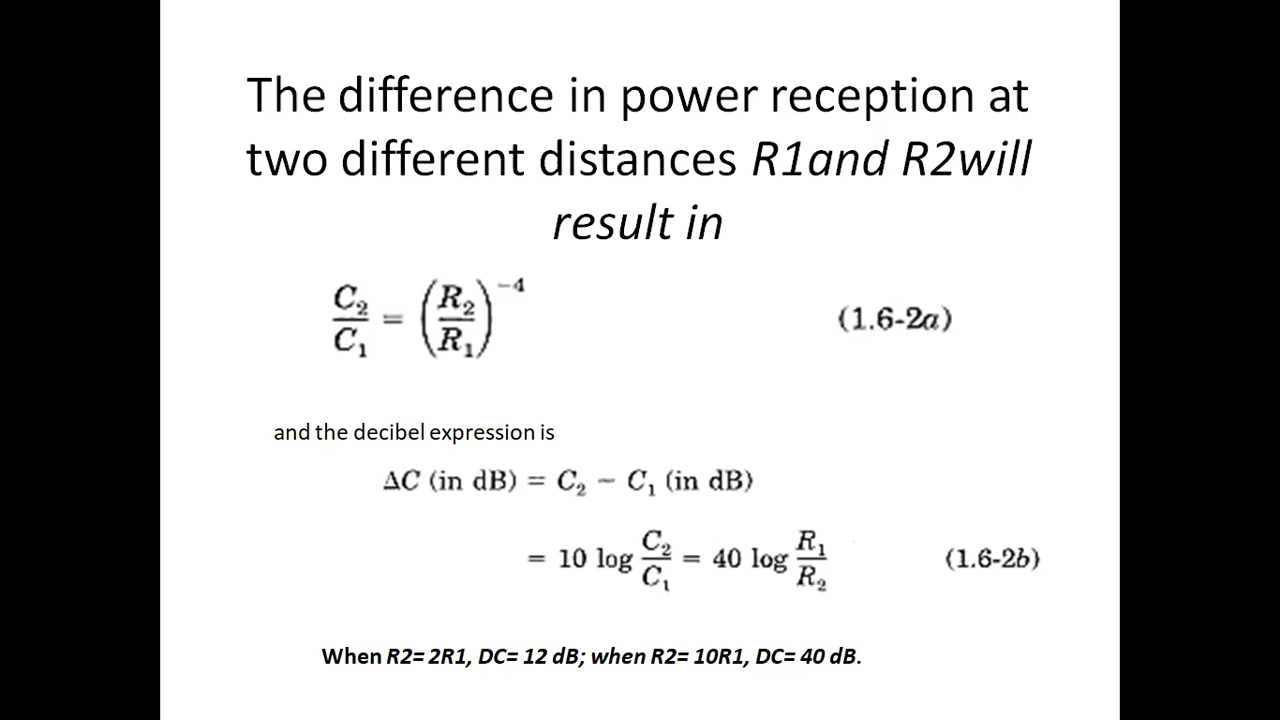 The difference in power reception at
two different distances R1and R2will
result in
C₂/C₁ = (R₂/R₁)⁻⁴ (1.6-2a)
and the decibel expression is
ΔC (in dB) = C₂ − C₁ (in dB)
= 10 log C₂/C₁ = 40 log R₁/R₂ (1.6-2b)
When R2= 2R1, DC= 12 dB; when R2= 10R1, DC= 40 dB.